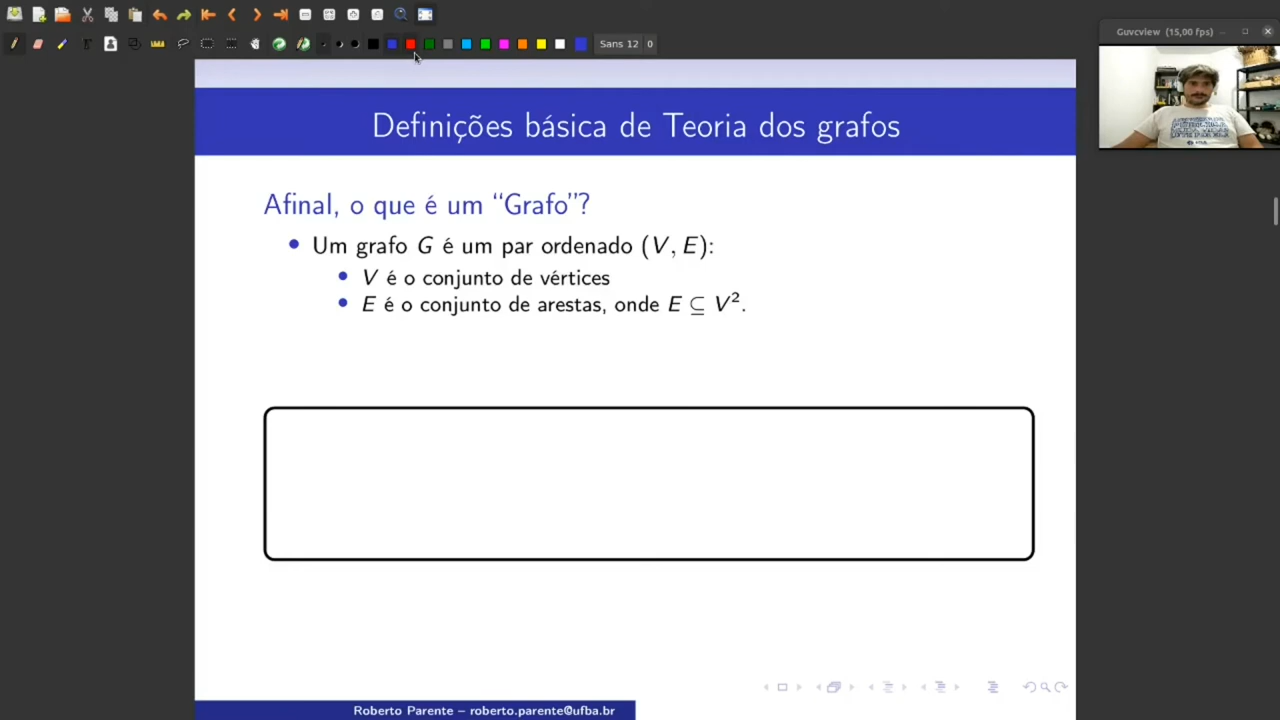 Sans 12 0
Guvcview (15,00 fps)
Definições básica de Teoria dos grafos
Afinal, o que é um “Grafo”?
Um grafo G é um par ordenado (V, E):
V é o conjunto de vértices
E é o conjunto de arestas, onde E ⊆ V².
Roberto Parente – roberto.parente@ufba.br